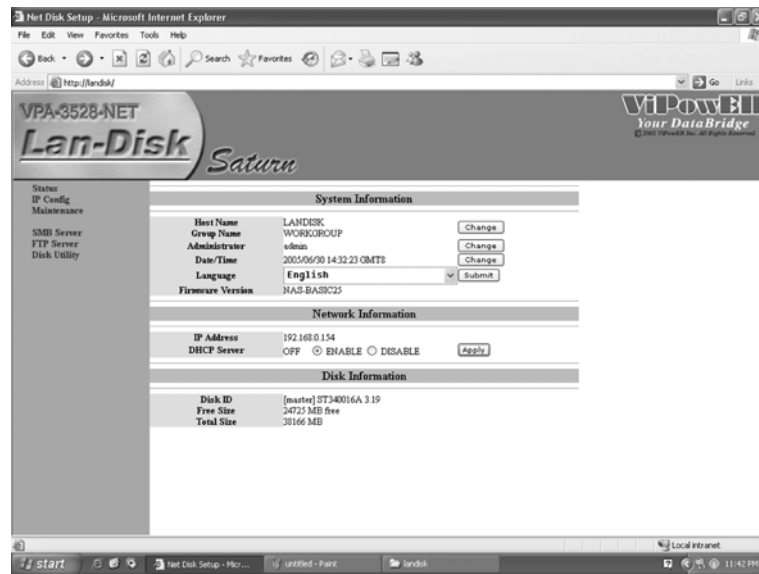 Net Disk Setup - Microsoft Internet Explorer
File Edit View Favorites Tools Help
Back Search Favorites
Address http://landisk/ Go Links
VPA-3528-NET
Lan-Disk
Saturn
ViPowER
Your DataBridge
Status
IP Config
Maintenance
SMB Server
FTP Server
Disk Utility
System Information
Host Name LANDISK
Group Name WORKGROUP Change
Administrator admin Change
Date/Time 2005/06/30 14:32:23 GMT8 Change
Language English Submit
Firmware Version NAS-BASIC25
Network Information
IP Address 192.168.0.154
DHCP Server OFF ENABLE DISABLE Apply
Disk Information
Disk ID [master] ST340016A 3.19
Free Size 24725 MB free
Total Size 38166 MB
Local intranet
start Net Disk Setup - Micr... untitled - Paint landisk 11:42 PM